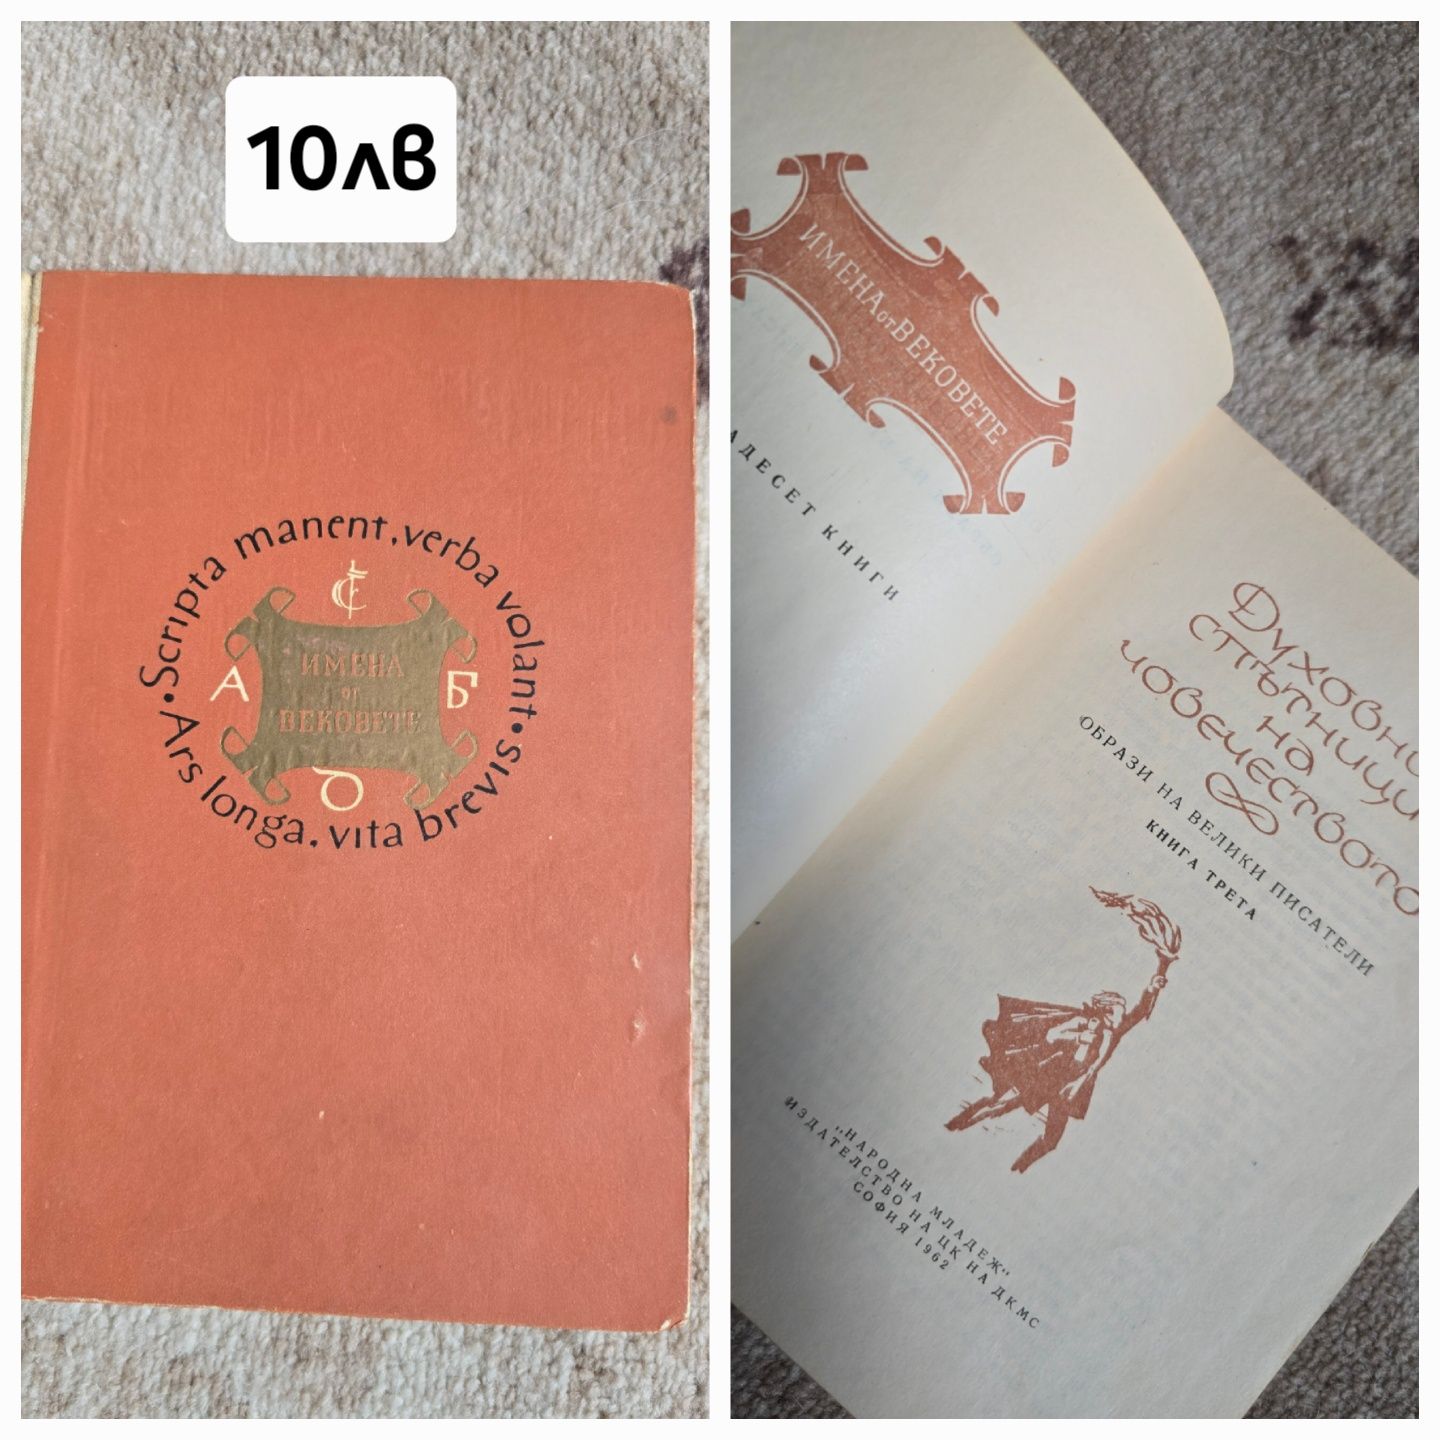 10лв
Scripta manent, verba volant •
Ars longa, vita brevis •
А
Б
ИМЕНА
от
ВЕКОВЕТЕ
ИМЕНА от ВЕКОВЕТЕ
КНИГИ
Духовни
спътници
на
човечеството
ОБРАЗИ НА ВЕЛИКИ ПИСАТЕЛИ
КНИГА ТРЕТА
„НАРОДНА МЛАДЕЖ“
ИЗДАТЕЛСТВО НА ЦК НА ДКМС
СОФИЯ 1962